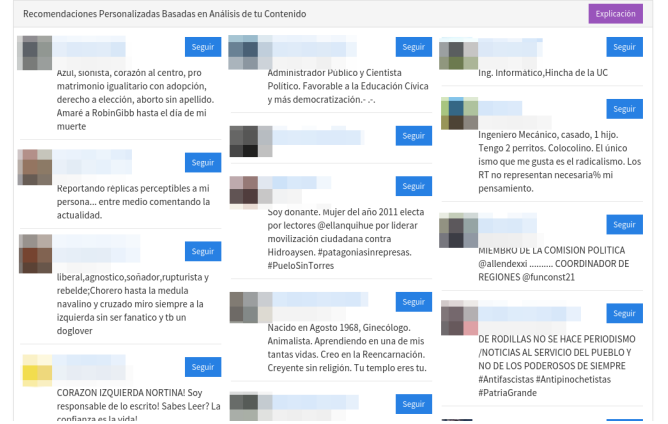 Recomendaciones Personalizadas Basadas en Análisis de tu Contenido
Explicación
Seguir
Azul, sionista, corazón al centro, pro
matrimonio igualitario con adopción,
derecho a elección, aborto sin apellido.
Amaré a RobinGibb hasta el día de mi
muerte
Seguir
Reportando réplicas perceptibles a mi
persona... entre medio comentando la
actualidad.
Seguir
liberal,agnostico,soñador,rupturista y
rebelde;Chorero hasta la medula
navalino y cruzado miro siempre a la
izquierda sin ser fanatico y tb un
doglover
Seguir
CORAZON IZQUIERDA NORTINA! Soy
responsable de lo escrito! Sabes Leer? La
confianza es la vida!
Seguir
Administrador Público y Cientista
Político. Favorable a la Educación Cívica
y más democratización.- .-.
Seguir
Seguir
Soy donante. Mujer del año 2011 electa
por lectores @ellanquihue por liderar
movilización ciudadana contra
Hidroaysen. #patagoniasinrepresas.
#PueloSinTorres
Seguir
Nacido en Agosto 1968, Ginecólogo.
Animalista. Aprendiendo en una de mis
tantas vidas. Creo en la Reencarnación.
Creyente sin religión. Tu templo eres tu.
Seguir
Seguir
Ing. Informático,Hincha de la UC
Seguir
Ingeniero Mecánico, casado, 1 hijo.
Tengo 2 perritos. Colocolino. El único
ismo que me gusta es el radicalismo. Los
RT no representan necesaria% mi
pensamiento.
Seguir
MIEMBRO DE LA COMISION POLITICA
@allendexxi .......... COORDINADOR DE
REGIONES @funconst21
Seguir
DE RODILLAS NO SE HACE PERIODISMO
/NOTICIAS AL SERVICIO DEL PUEBLO Y
NO DE LOS PODEROSOS DE SIEMPRE
#Antifascistas #Antipinochetistas
#PatriaGrande